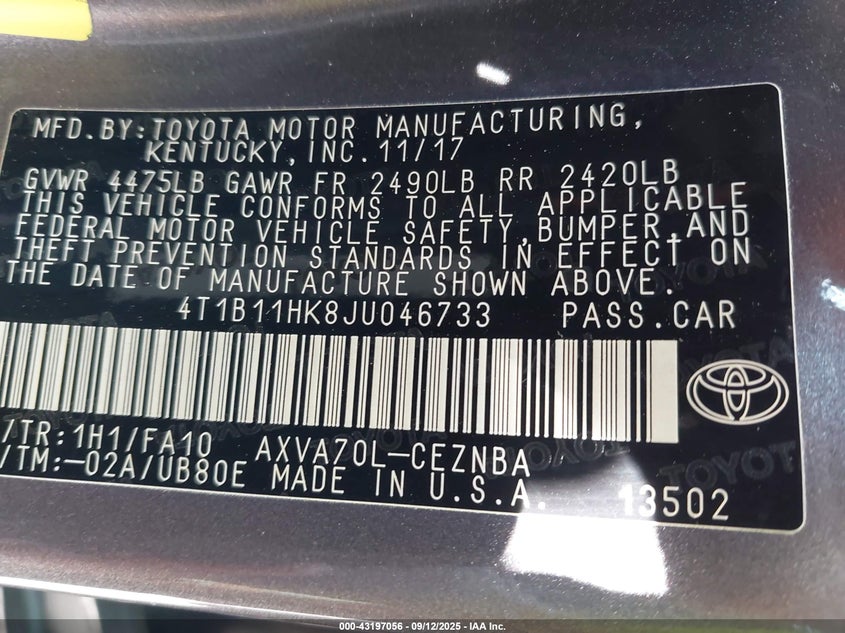 MFD.BY:TOYOTA MOTOR MANUFACTURING,
KENTUCKY,INC.11/17
GVWR 4475LB GAWR FR 2490LB RR 2420LB
THIS VEHICLE CONFORMS TO ALL APPLICABLE
FEDERAL MOTOR VEHICLE SAFETY,BUMPER,AND
THEFT PREVENTION STANDARDS IN EFFECT ON
THE DATE OF MANUFACTURE SHOWN ABOVE.
4T1B11HK8JU046733 PASS.CAR
/TR:1H1/FA10 AXVA70L-CEZNBA
/TM:-02A/UB80E MADE IN U.S.A. 13502
TOYOTA
000-43197056 - 09/12/2025 - IAA Inc.